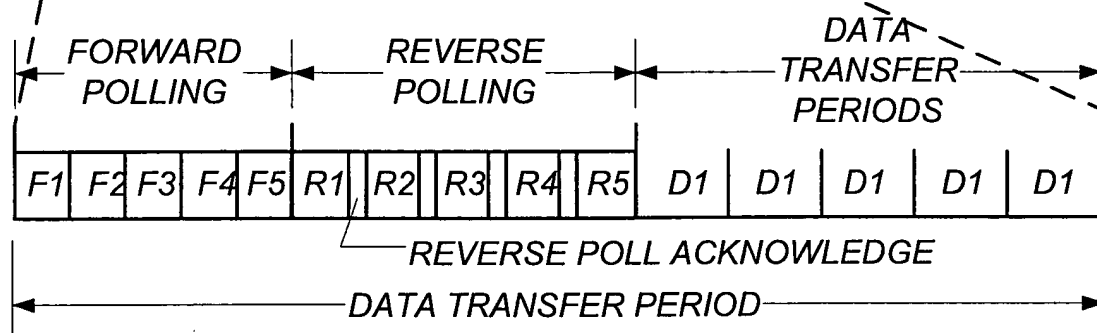 FORWARD
POLLING
REVERSE
POLLING
DATA
TRANSFER
PERIODS
F1 F2 F3 F4 F5 R1 R2 R3 R4 R5 D1 D1 D1 D1 D1
REVERSE POLL ACKNOWLEDGE
DATA TRANSFER PERIOD